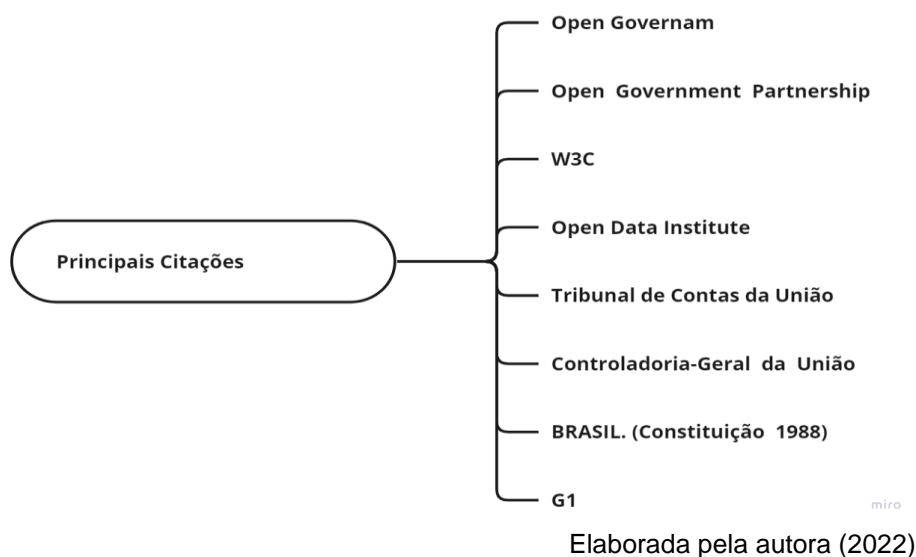 Open Governam
Open Government Partnership
W3C
Open Data Institute
Principais Citações
Tribunal de Contas da União
Controladoria-Geral da União
BRASIL. (Constituição 1988)
G1
miro
Elaborada pela autora (2022)